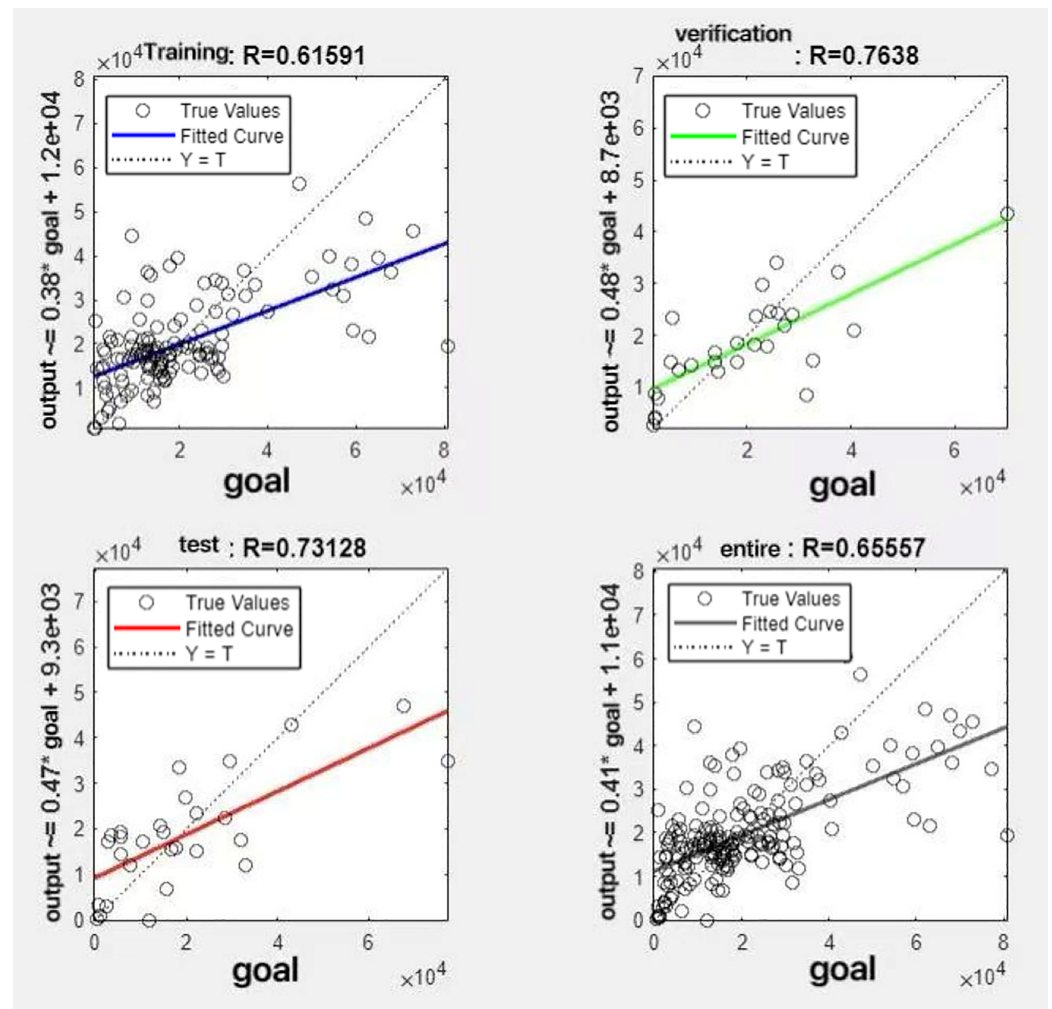 ×10⁴Training: R=0.61591
output ~= 0.38* goal + 1.2e+04
8
7
6
5
4
3
2
1
True Values
Fitted Curve
Y = T
2 4 6 8
goal ×10⁴
verification
×10⁴ : R=0.7638
output ~= 0.48* goal + 8.7e+03
7
6
5
4
3
2
1
True Values
Fitted Curve
Y = T
2 4 6
goal ×10⁴
×10⁴ test : R=0.73128
output ~= 0.47* goal + 9.3e+03
7
6
5
4
3
2
1
0
True Values
Fitted Curve
Y = T
0 2 4 6
goal ×10⁴
×10⁴ entire : R=0.65557
output ~= 0.41* goal + 1.1e+04
8
7
6
5
4
3
2
1
0
True Values
Fitted Curve
Y = T
0 2 4 6 8
goal ×10⁴